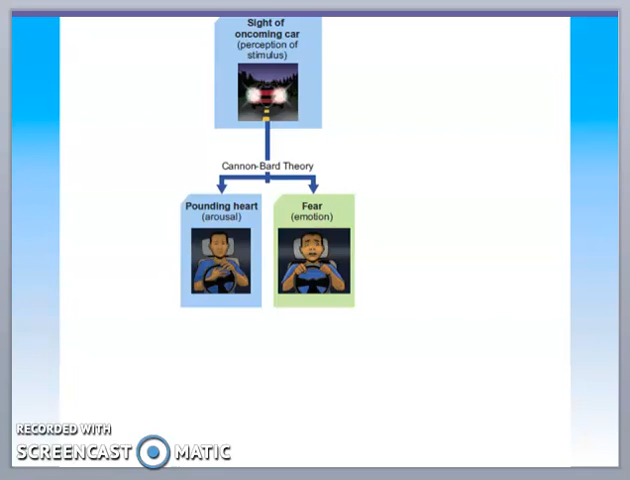 Sight of
oncoming car
(perception of
stimulus)
Cannon-Bard Theory
Pounding heart
(arousal)
Fear
(emotion)
RECORDED WITH
SCREENCAST MATIC